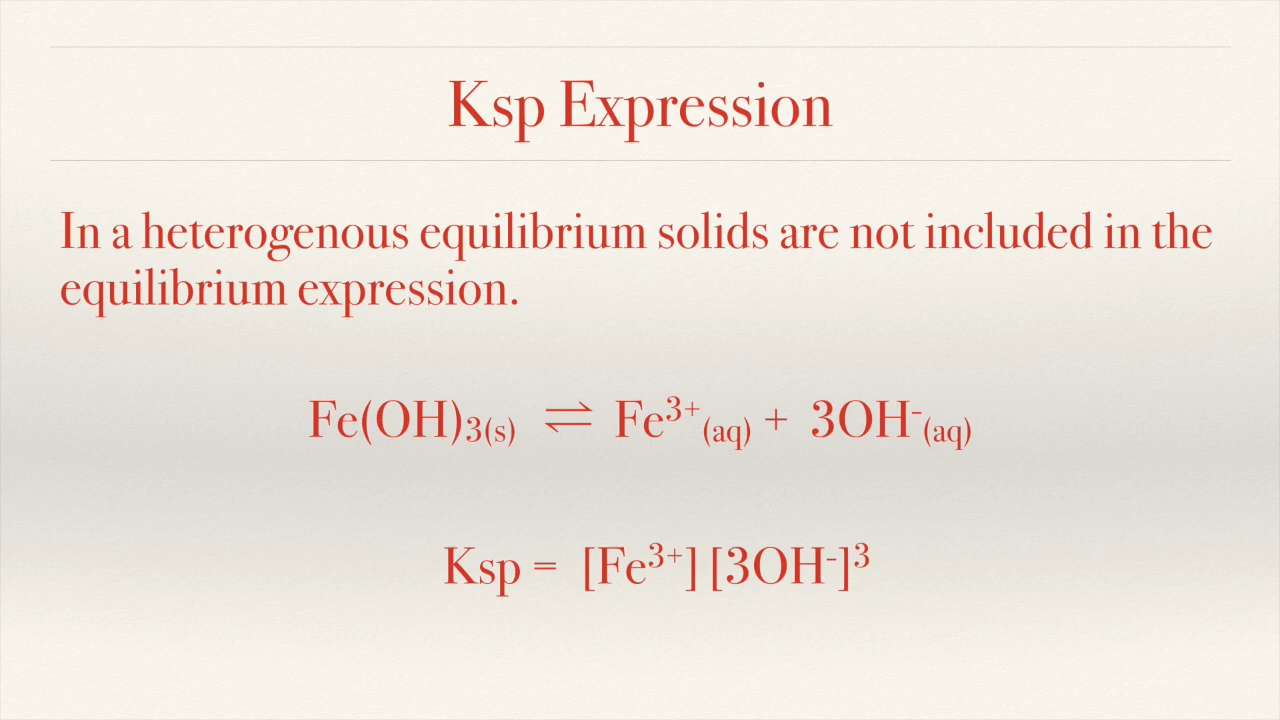 Ksp Expression
In a heterogenous equilibrium solids are not included in the
equilibrium expression.
Fe(OH)₃₍ₛ₎ ⇌ Fe³⁺(aq) + 3OH⁻(aq)
Ksp = [Fe³⁺] [3OH⁻]³